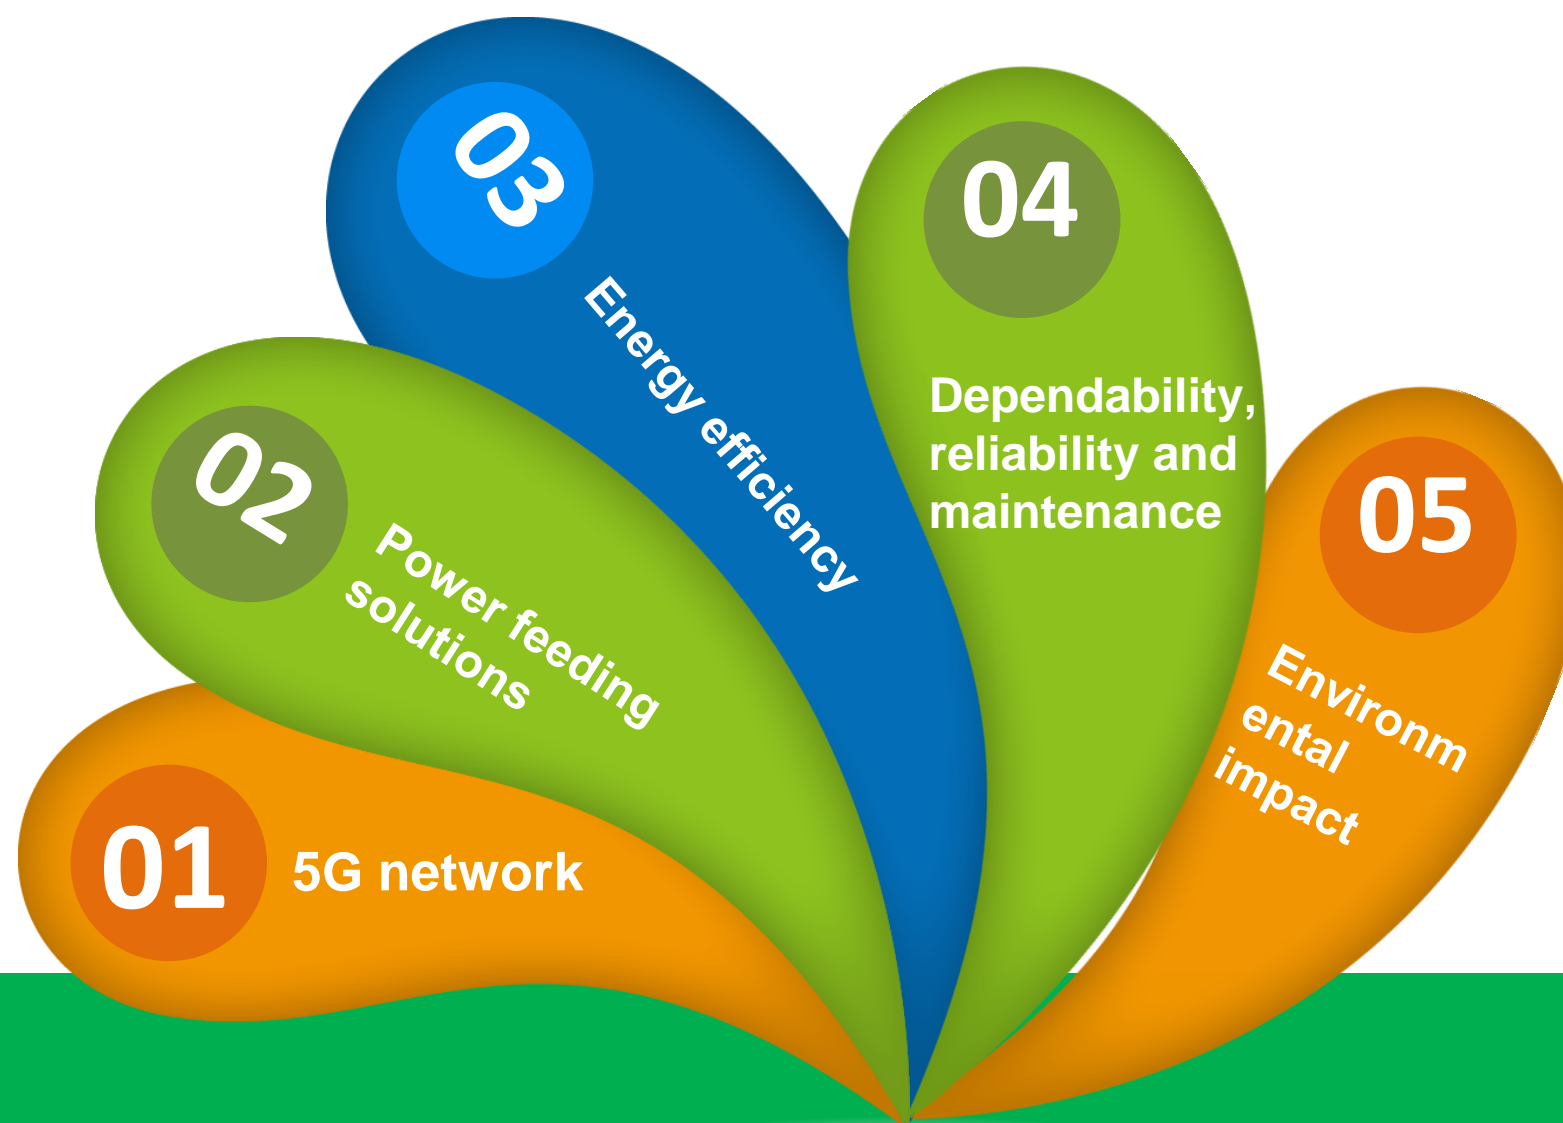 01
5G network
02
Power feeding
solutions
03
Energy efficiency
04
Dependability,
reliability and
maintenance
05
Environm
ental
impact